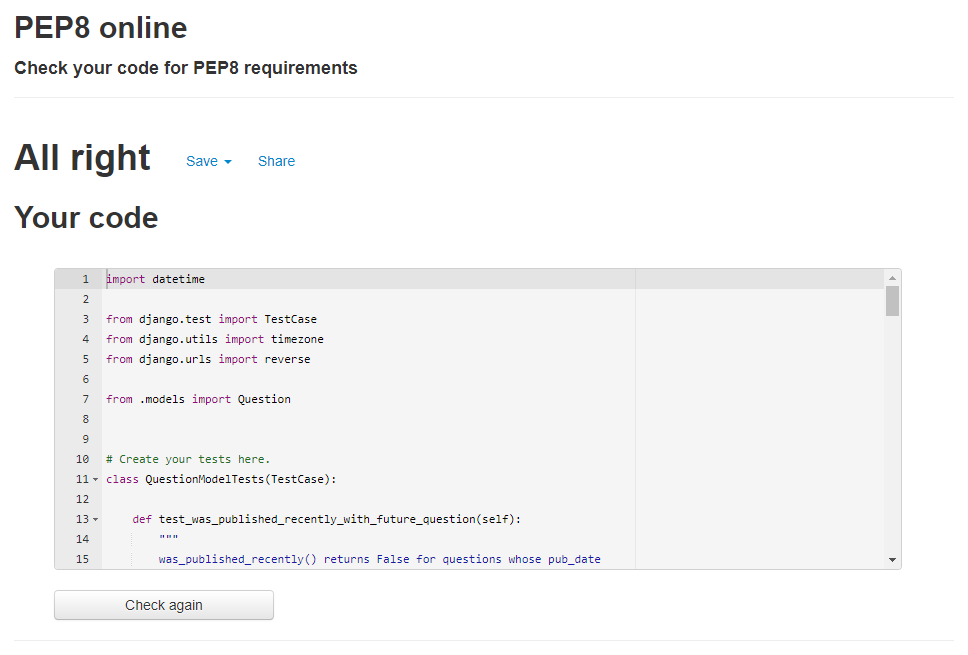 PEP8 online
Check your code for PEP8 requirements
All right Save Share
Your code
1 import datetime
2
3 from django.test import TestCase
4 from django.utils import timezone
5 from django.urls import reverse
6
7 from .models import Question
8
9
10 # Create your tests here.
11 class QuestionModelTests(TestCase):
12
13 def test_was_published_recently_with_future_question(self):
14 """
15 was_published_recently() returns False for questions whose pub_date
Check again